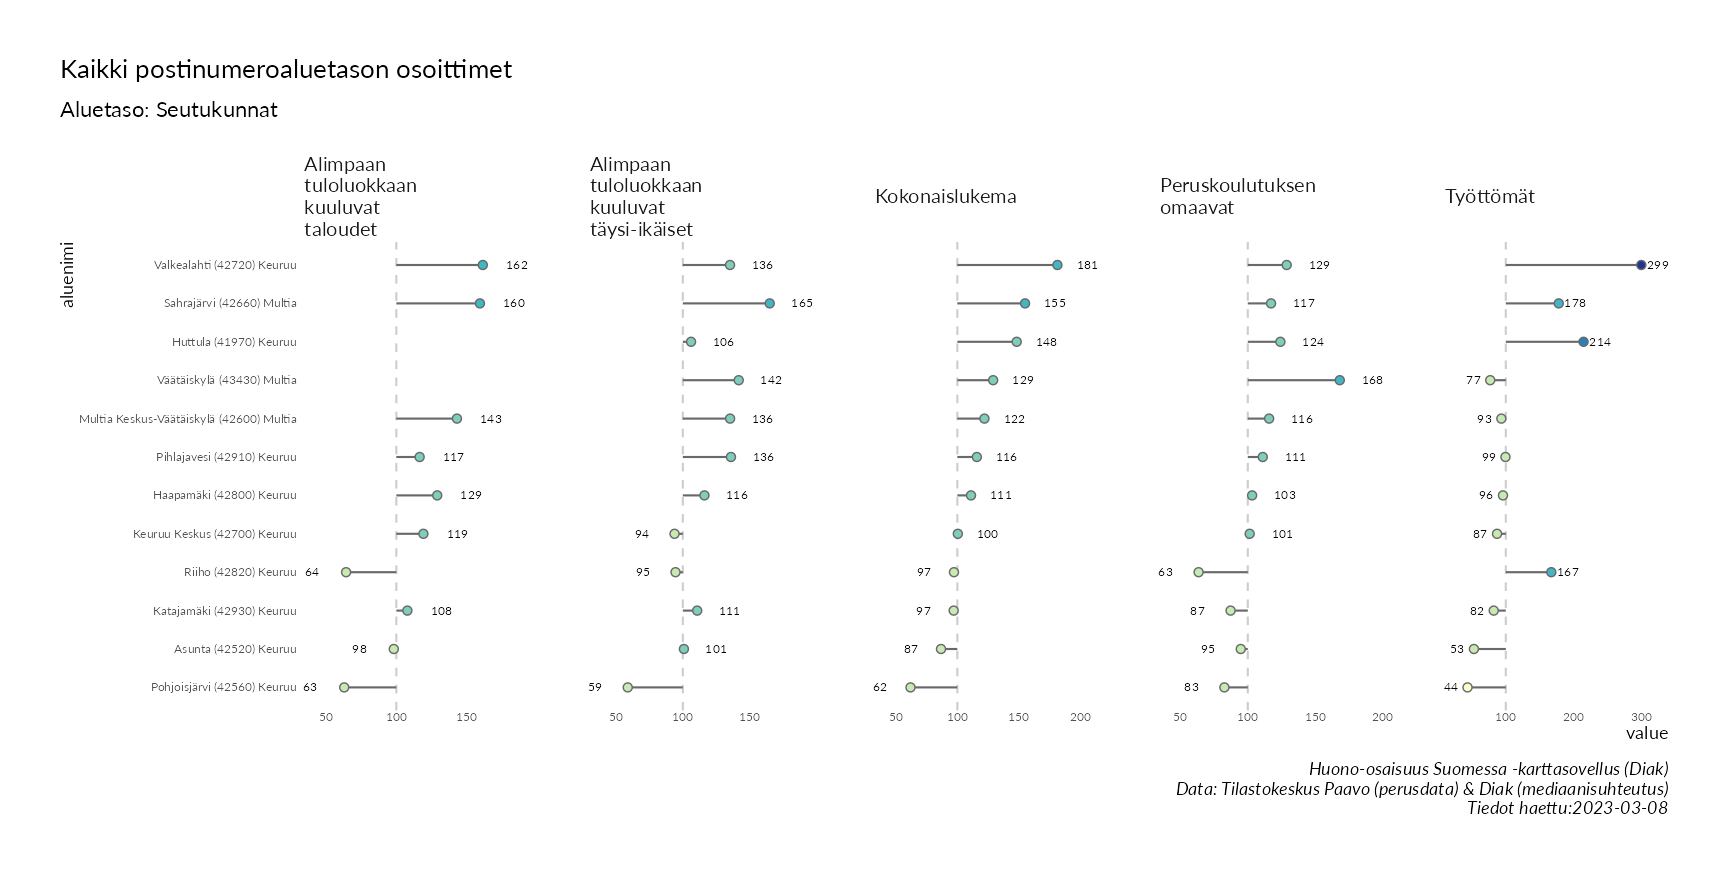 Kaikki postinumeroaluetason osoittimet
Aluetaso: Seutukunnat
Alimpaan
tuloluokkaan
kuuluvat
taloudet
Alimpaan
tuloluokkaan
kuuluvat
täysi-ikäiset
Kokonaislukema
Peruskoulutuksen
omaavat
Työttömät
aluenimi
Valkealahti (42720) Keuruu 162 136 181 129 299
Sahrajärvi (42660) Multia 160 165 155 117 178
Huttula (41970) Keuruu 106 148 124 214
Väätäiskylä (43430) Multia 142 129 168 77
Multia Keskus-Väätäiskylä (42600) Multia 143 136 122 116 93
Pihlajavesi (42910) Keuruu 117 136 116 111 99
Haapamäki (42800) Keuruu 129 116 111 103 96
Keuruu Keskus (42700) Keuruu 119 94 100 101 87
Riiho (42820) Keuruu 64 95 97 63 167
Katajamäki (42930) Keuruu 108 111 97 87 82
Asunta (42520) Keuruu 98 101 87 95 53
Pohjoisjärvi (42560) Keuruu 63 59 62 83 44
50 100 150 50 100 150 50 100 150 200 50 100 150 200 100 200 300
value
Huono-osaisuus Suomessa -karttasovellus (Diak)
Data: Tilastokeskus Paavo (perusdata) & Diak (mediaanisuhteutus)
Tiedot haettu:2023-03-08